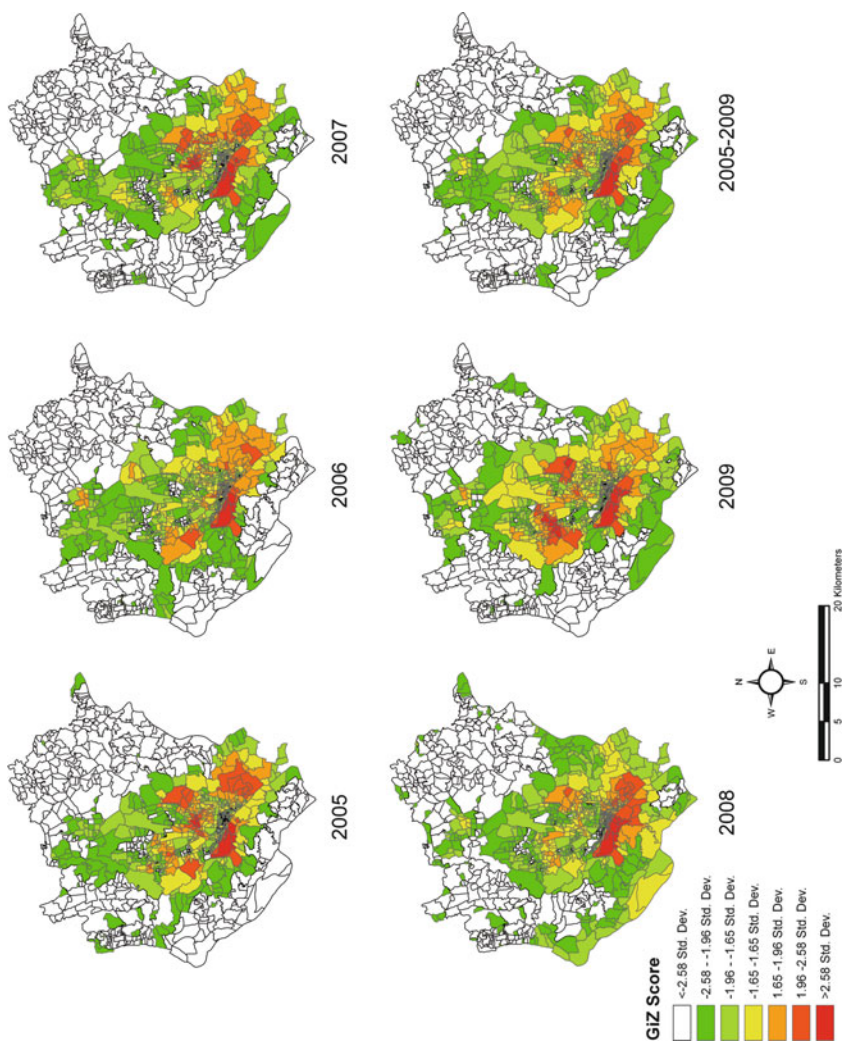 2005
2006
2007
2008
2009
2005-2009
GiZ Score
<-2.58 Std. Dev.
-2.58 - -1.96 Std. Dev.
-1.96 - -1.65 Std. Dev.
-1.65 -1.65 Std. Dev.
1.65 -1.96 Std. Dev.
1.96 -2.58 Std. Dev.
>2.58 Std. Dev.
N
W
E
S
0
5
10
20 Kilometers